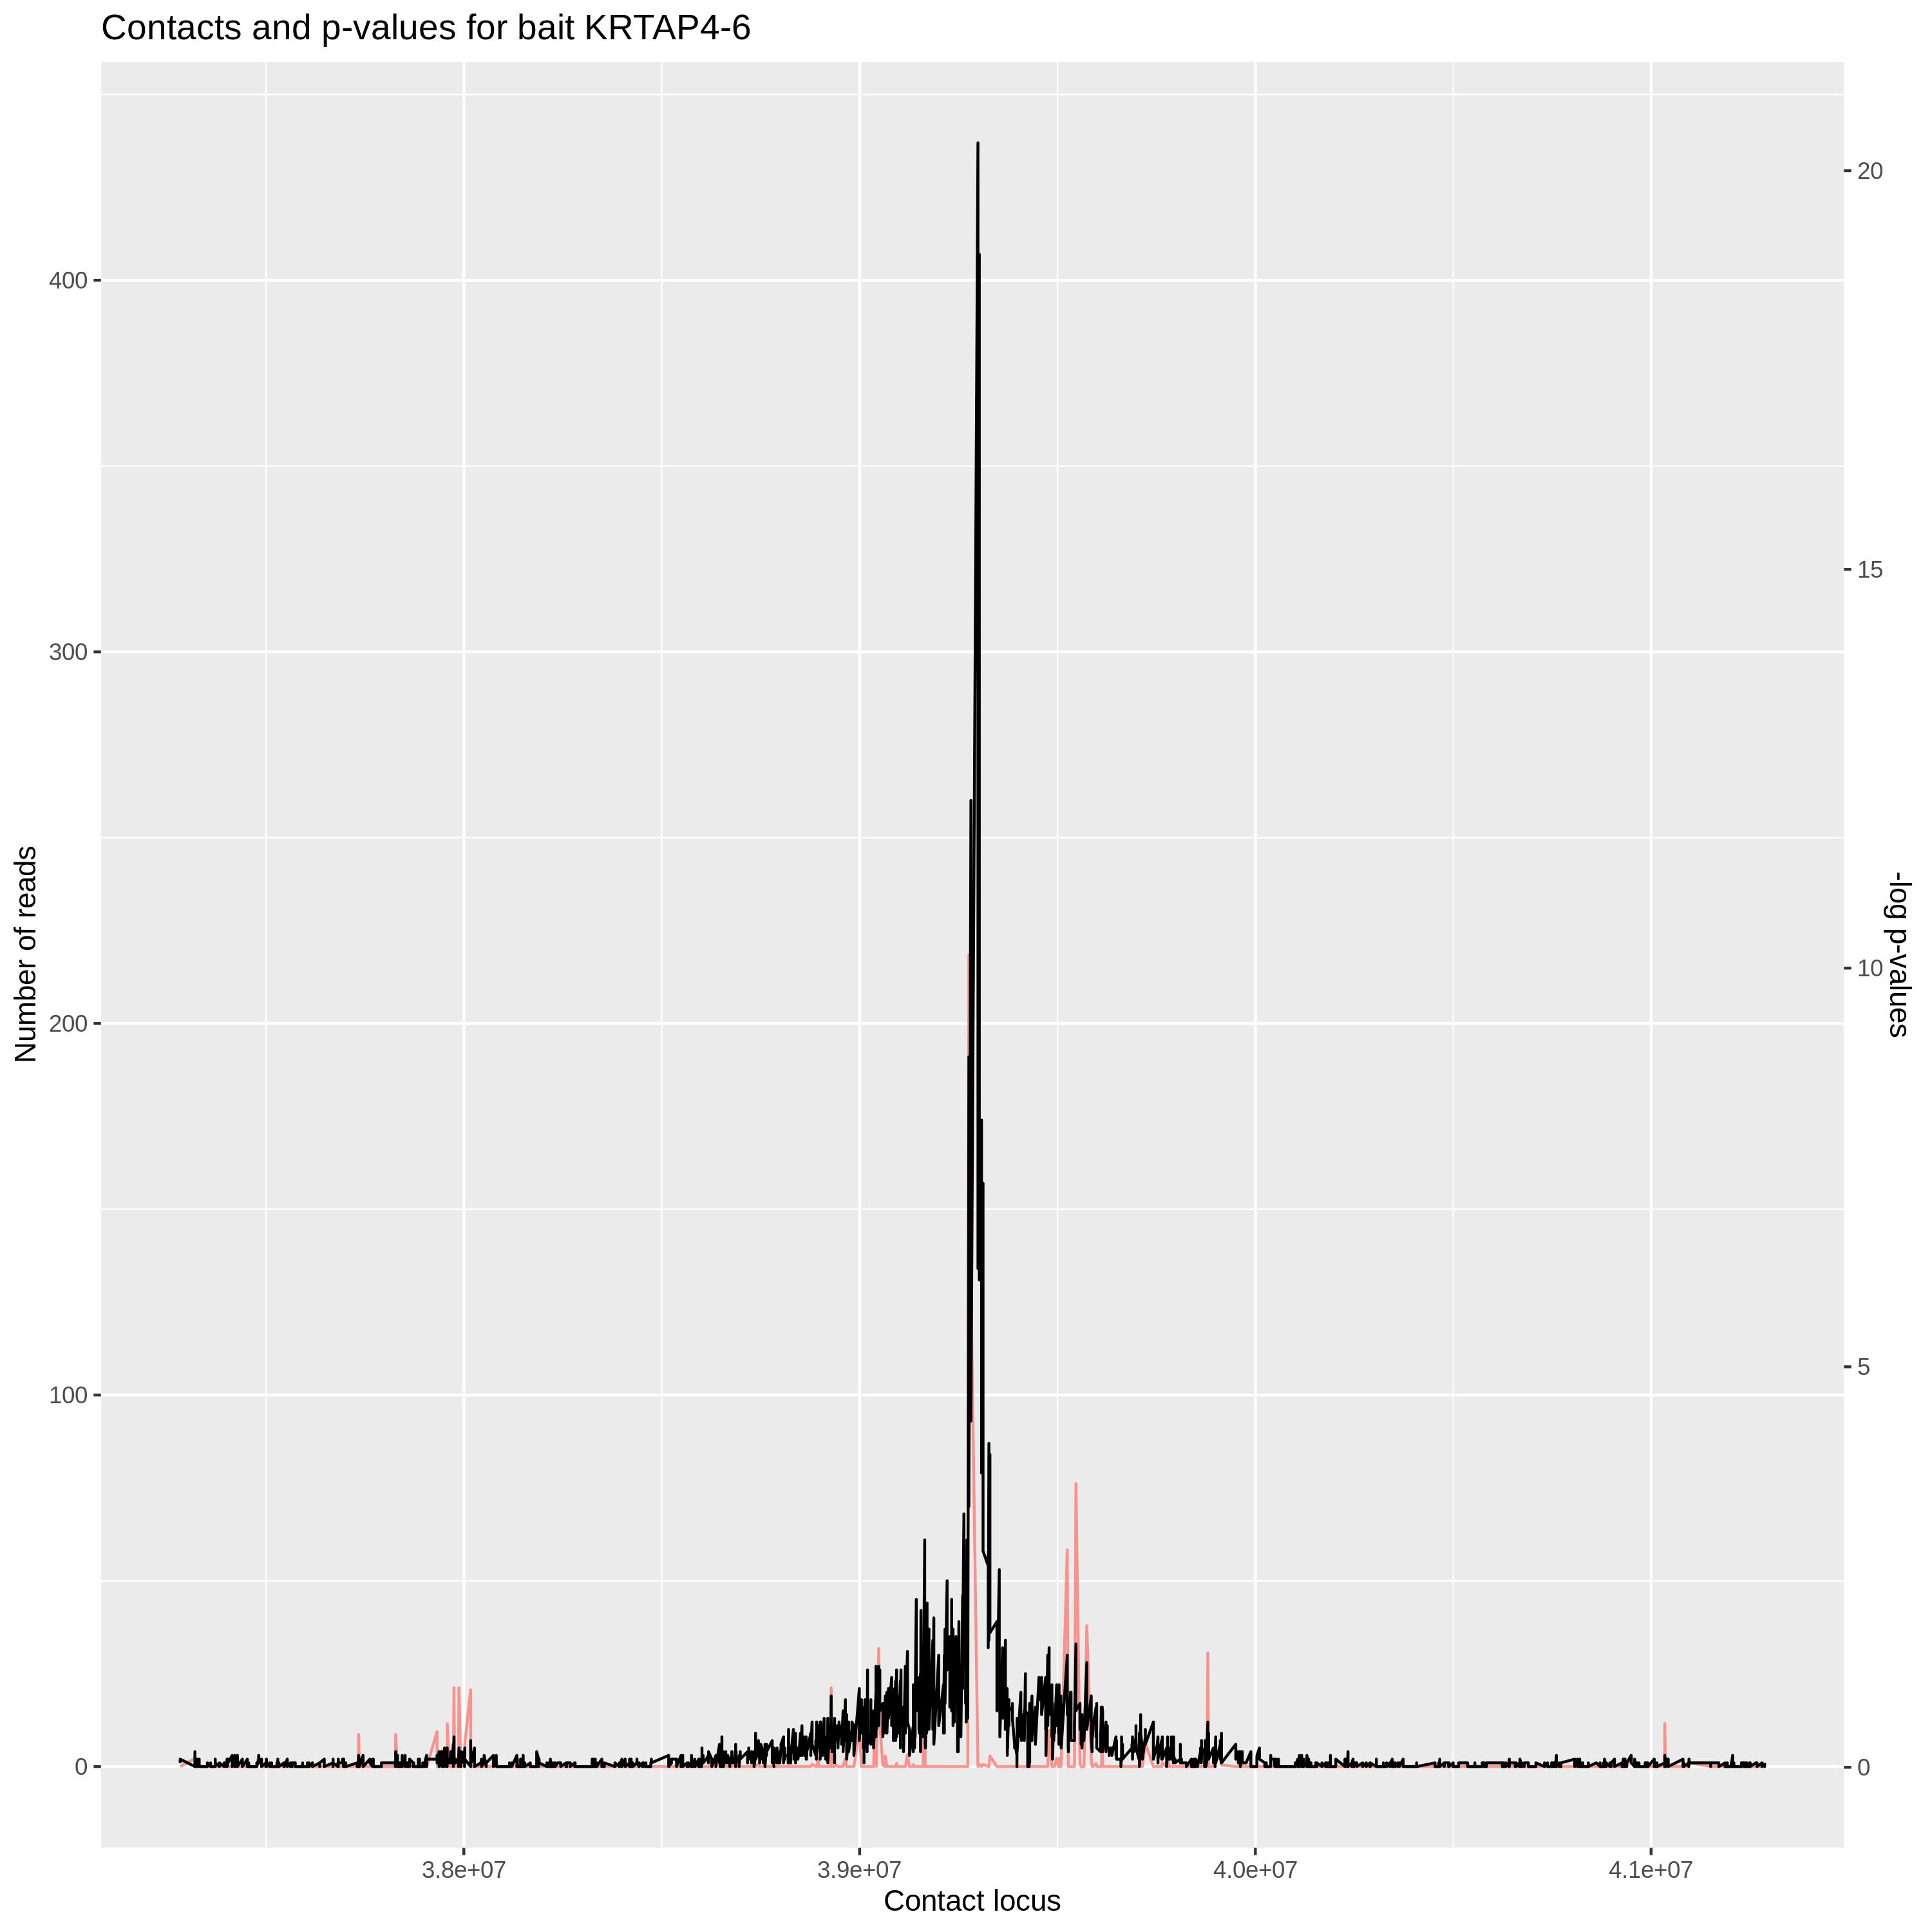 Contacts and p-values for bait KRTAP4-6
400
300
200
100
0
Number of reads
20
15
10
5
0
-log p-values
3.8e+07
3.9e+07
4.0e+07
4.1e+07
Contact locus